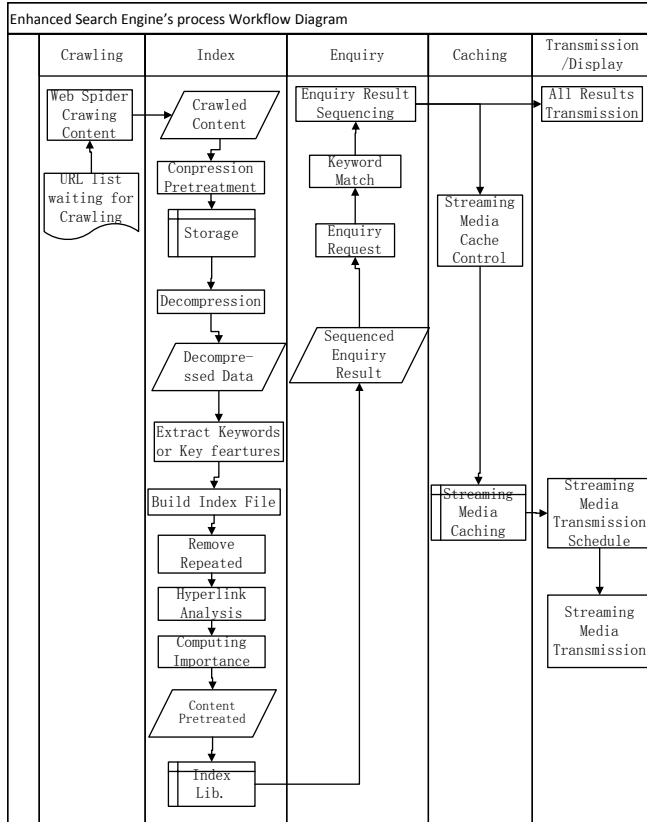 Enhanced Search Engine's process Workflow Diagram
Crawling
Index
Enquiry
Caching
Transmission
/Display
Web Spider
Crawing
Content
URL list
waiting for
Crawling
Crawled
Content
Conpression
Pretreatment
Storage
Decompression
Decompre-
ssed Data
Extract Keywords
or Key feartures
Build Index File
Remove
Repeated
Hyperlink
Analysis
Computing
Importance
Content
Pretreated
Index
Lib.
Enquiry Result
Sequencing
Keyword
Match
Enquiry
Request
Sequenced
Enquiry
Result
Streaming
Media
Cache
Control
Streaming
Media
Caching
All Results
Transmission
Streaming
Media
Transmission
Schedule
Streaming
Media
Transmission